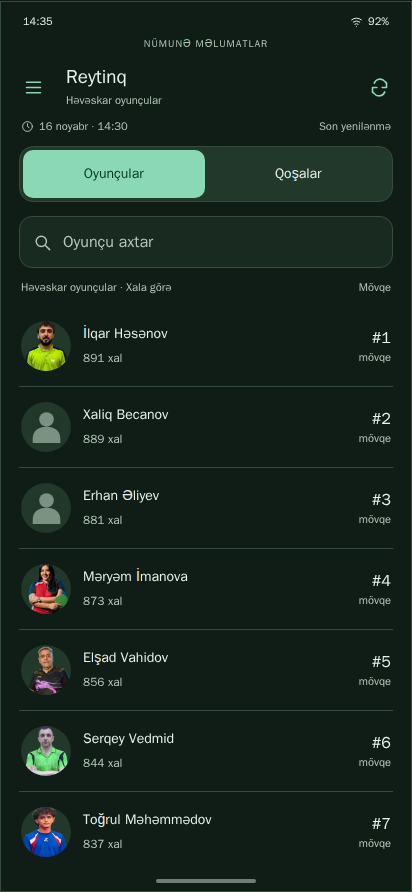 14:35 92%
NÜMUNƏ MƏLUMATLAR
Reytinq
Həvəskar oyunçular
16 noyabr · 14:30 Son yenilənmə
Oyunçular Qoşalar
Oyunçu axtar
Həvəskar oyunçular · Xala görə Mövqe
İlqar Həsənov #1
891 xal mövqe
Xaliq Becanov #2
889 xal mövqe
Erhan Əliyev #3
881 xal mövqe
Məryəm İmanova #4
873 xal mövqe
Elşad Vahidov #5
856 xal mövqe
Serqey Vedmid #6
844 xal mövqe
Toğrul Məhəmmədov #7
837 xal mövqe